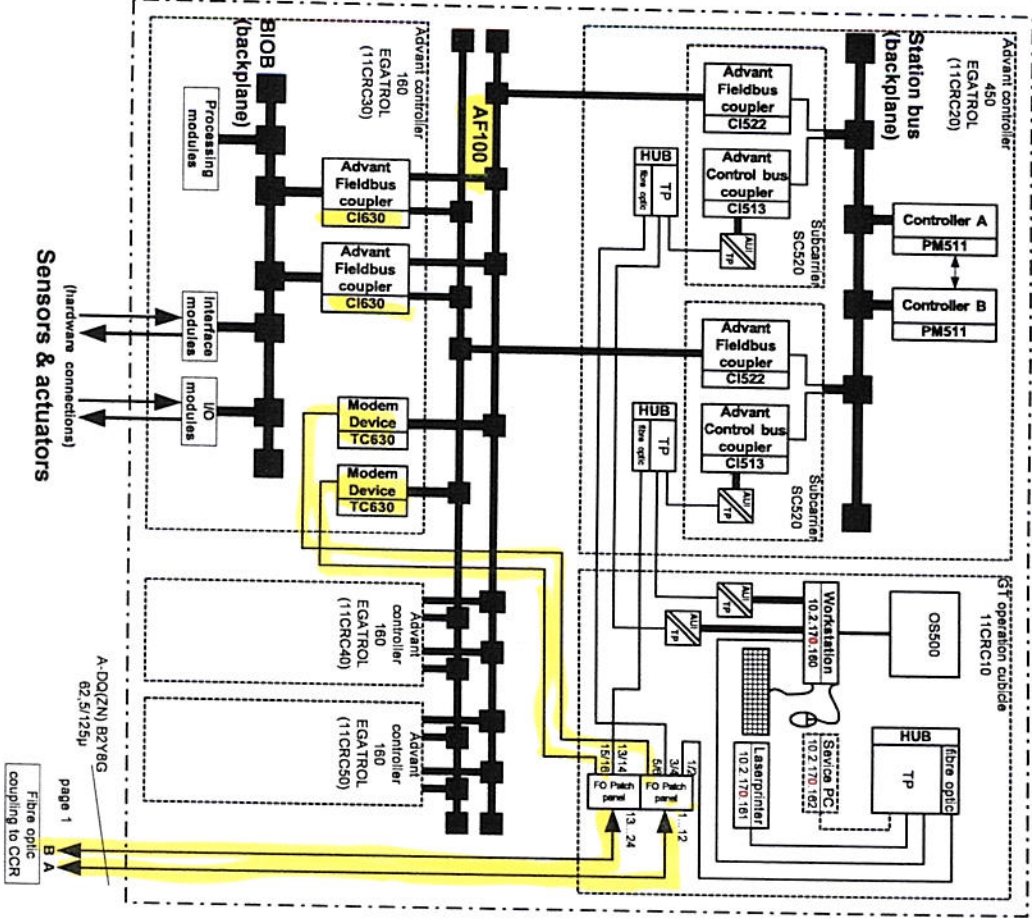 Advant controller
450
EGATROL
(11CRC20)
Station bus
(backplane)
Controller A
PM511
Controller B
PM511
Advant
Fieldbus
coupler
CI522
Advant
Control bus
coupler
CI513
AUI
TP
Subcarrier
SC520
HUB
TP
fibre optic
Advant
Fieldbus
coupler
CI522
Advant
Control bus
coupler
CI513
AUI
TP
Subcarrier
SC520
HUB
TP
fibre optic
GT operation cubicle
11CRC10
OS500
Workstation
10.2.170.160
AUI
TP
AUI
TP
HUB
TP
fibre optic
Sevice PC
10.2.170.162
Laserprinter
10.2.170.161
1/2
3/4
5/6
13/14
15/16
FO Patch
panel
FO Patch
panel
1...12
13...24
AF100
Advant controller
160
EGATROL
(11CRC30)
BIOB
(backplane)
Advant
Fieldbus
coupler
CI630
Advant
Fieldbus
coupler
CI630
Modem
Device
TC630
Modem
Device
TC630
Processing
modules
Interface
modules
I/O
modules
(hardware connections)
Sensors & actuators
Advant
controller
160
EGATROL
(11CRC40)
Advant
controller
160
EGATROL
(11CRC50)
A-DQ(ZN) B2Y8G
62,5/125µ
page 1
B A
Fibre optic
coupling to CCR